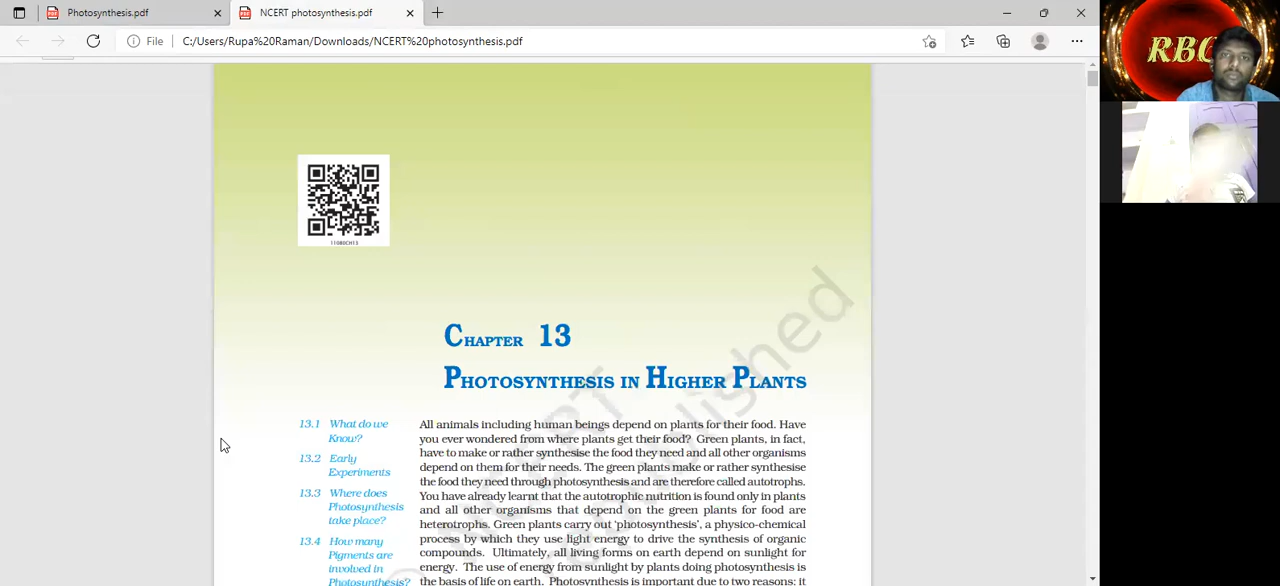 Photosynthesis.pdf
NCERT photosynthesis.pdf
File
C:/Users/Rupa%20Raman/Downloads/NCERT%20photosynthesis.pdf
RBC
11080CH13
CHAPTER 13
PHOTOSYNTHESIS IN HIGHER PLANTS
13.1 What do we
Know?
13.2 Early
Experiments
13.3 Where does
Photosynthesis
take place?
13.4 How many
Pigments are
involved in
Photosynthesis?
All animals including human beings depend on plants for their food. Have
you ever wondered from where plants get their food? Green plants, in fact,
have to make or rather synthesise the food they need and all other organisms
depend on them for their needs. The green plants make or rather synthesise
the food they need through photosynthesis and are therefore called autotrophs.
You have already learnt that the autotrophic nutrition is found only in plants
and all other organisms that depend on the green plants for food are
heterotrophs. Green plants carry out 'photosynthesis', a physico-chemical
process by which they use light energy to drive the synthesis of organic
compounds. Ultimately, all living forms on earth depend on sunlight for
energy. The use of energy from sunlight by plants doing photosynthesis is
the basis of life on earth. Photosynthesis is important due to two reasons: it